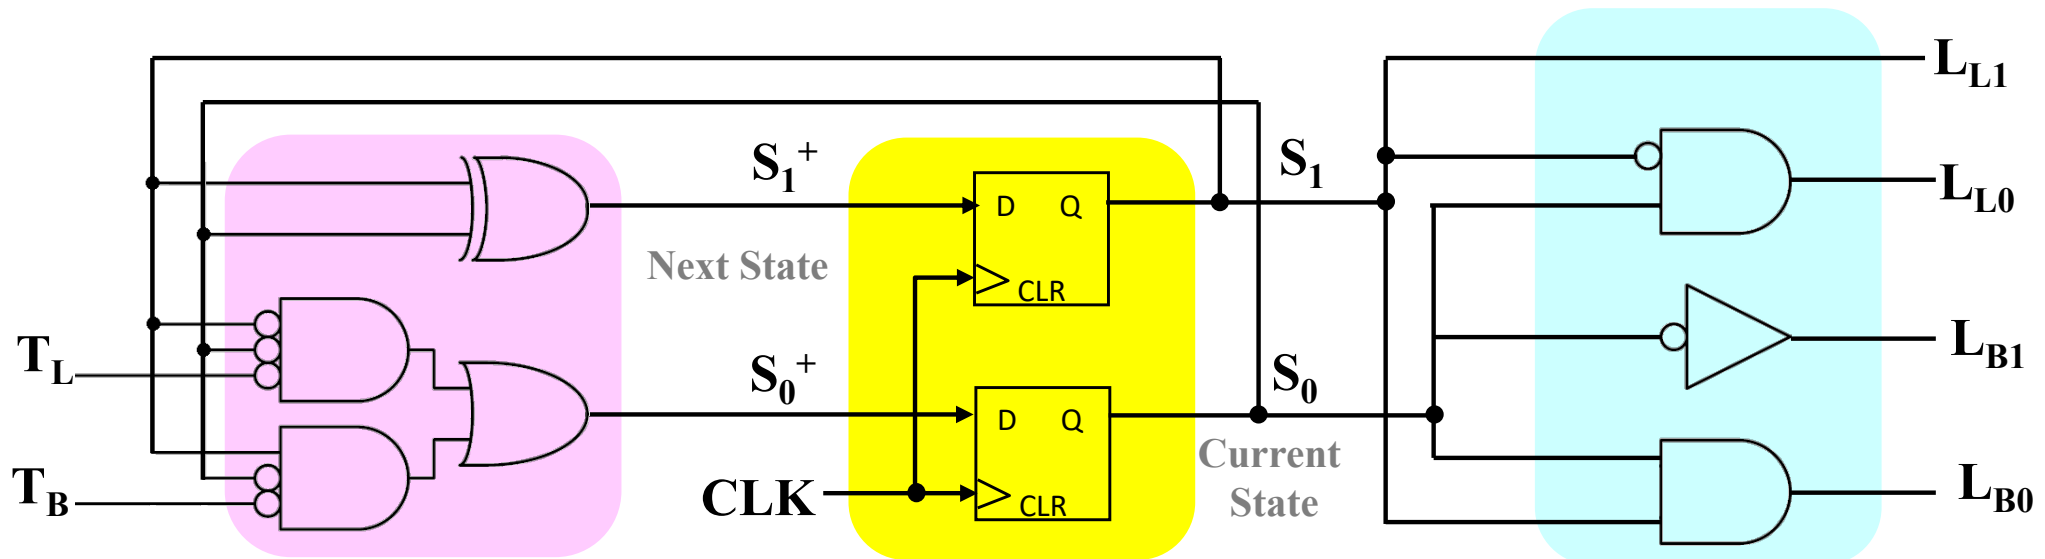 L_L1
S_1^+
S_1
D Q
L_L0
Next State
CLR
T_L
S_0^+
S_0
L_B1
D Q
Current
State
T_B
CLK
CLR
L_B0